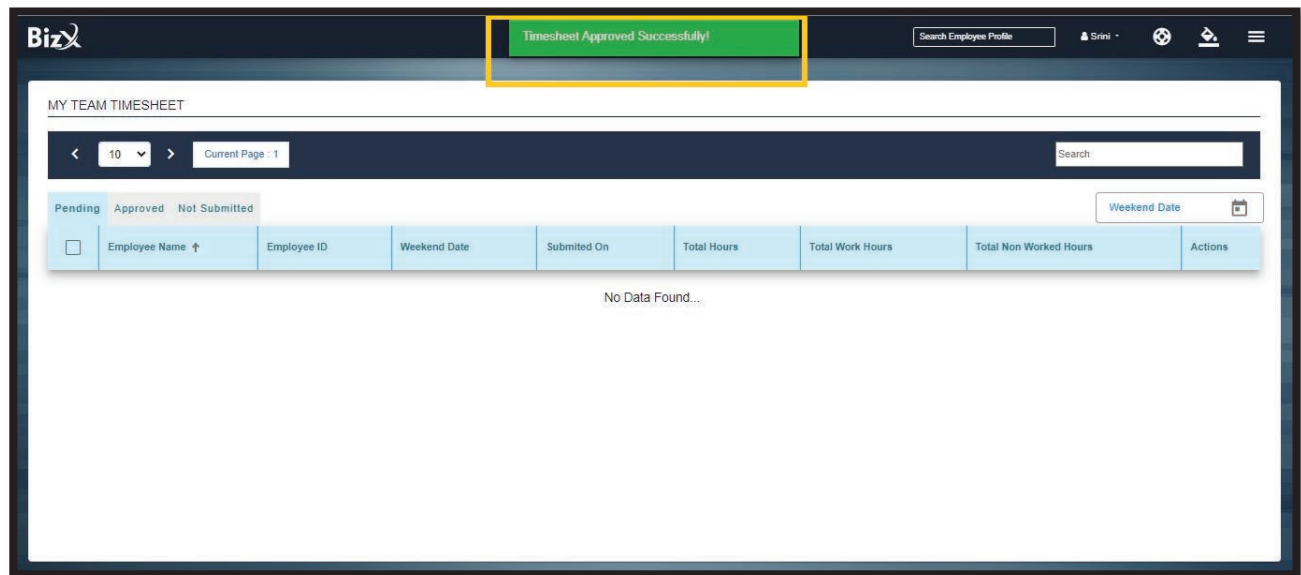 BizX
Timesheet Approved Successfully!
Search Employee Profile
Srini
MY TEAM TIMESHEET
10
Current Page : 1
Search
Pending Approved Not Submitted
Weekend Date
Employee Name Employee ID Weekend Date Submited On Total Hours Total Work Hours Total Non Worked Hours Actions
No Data Found...